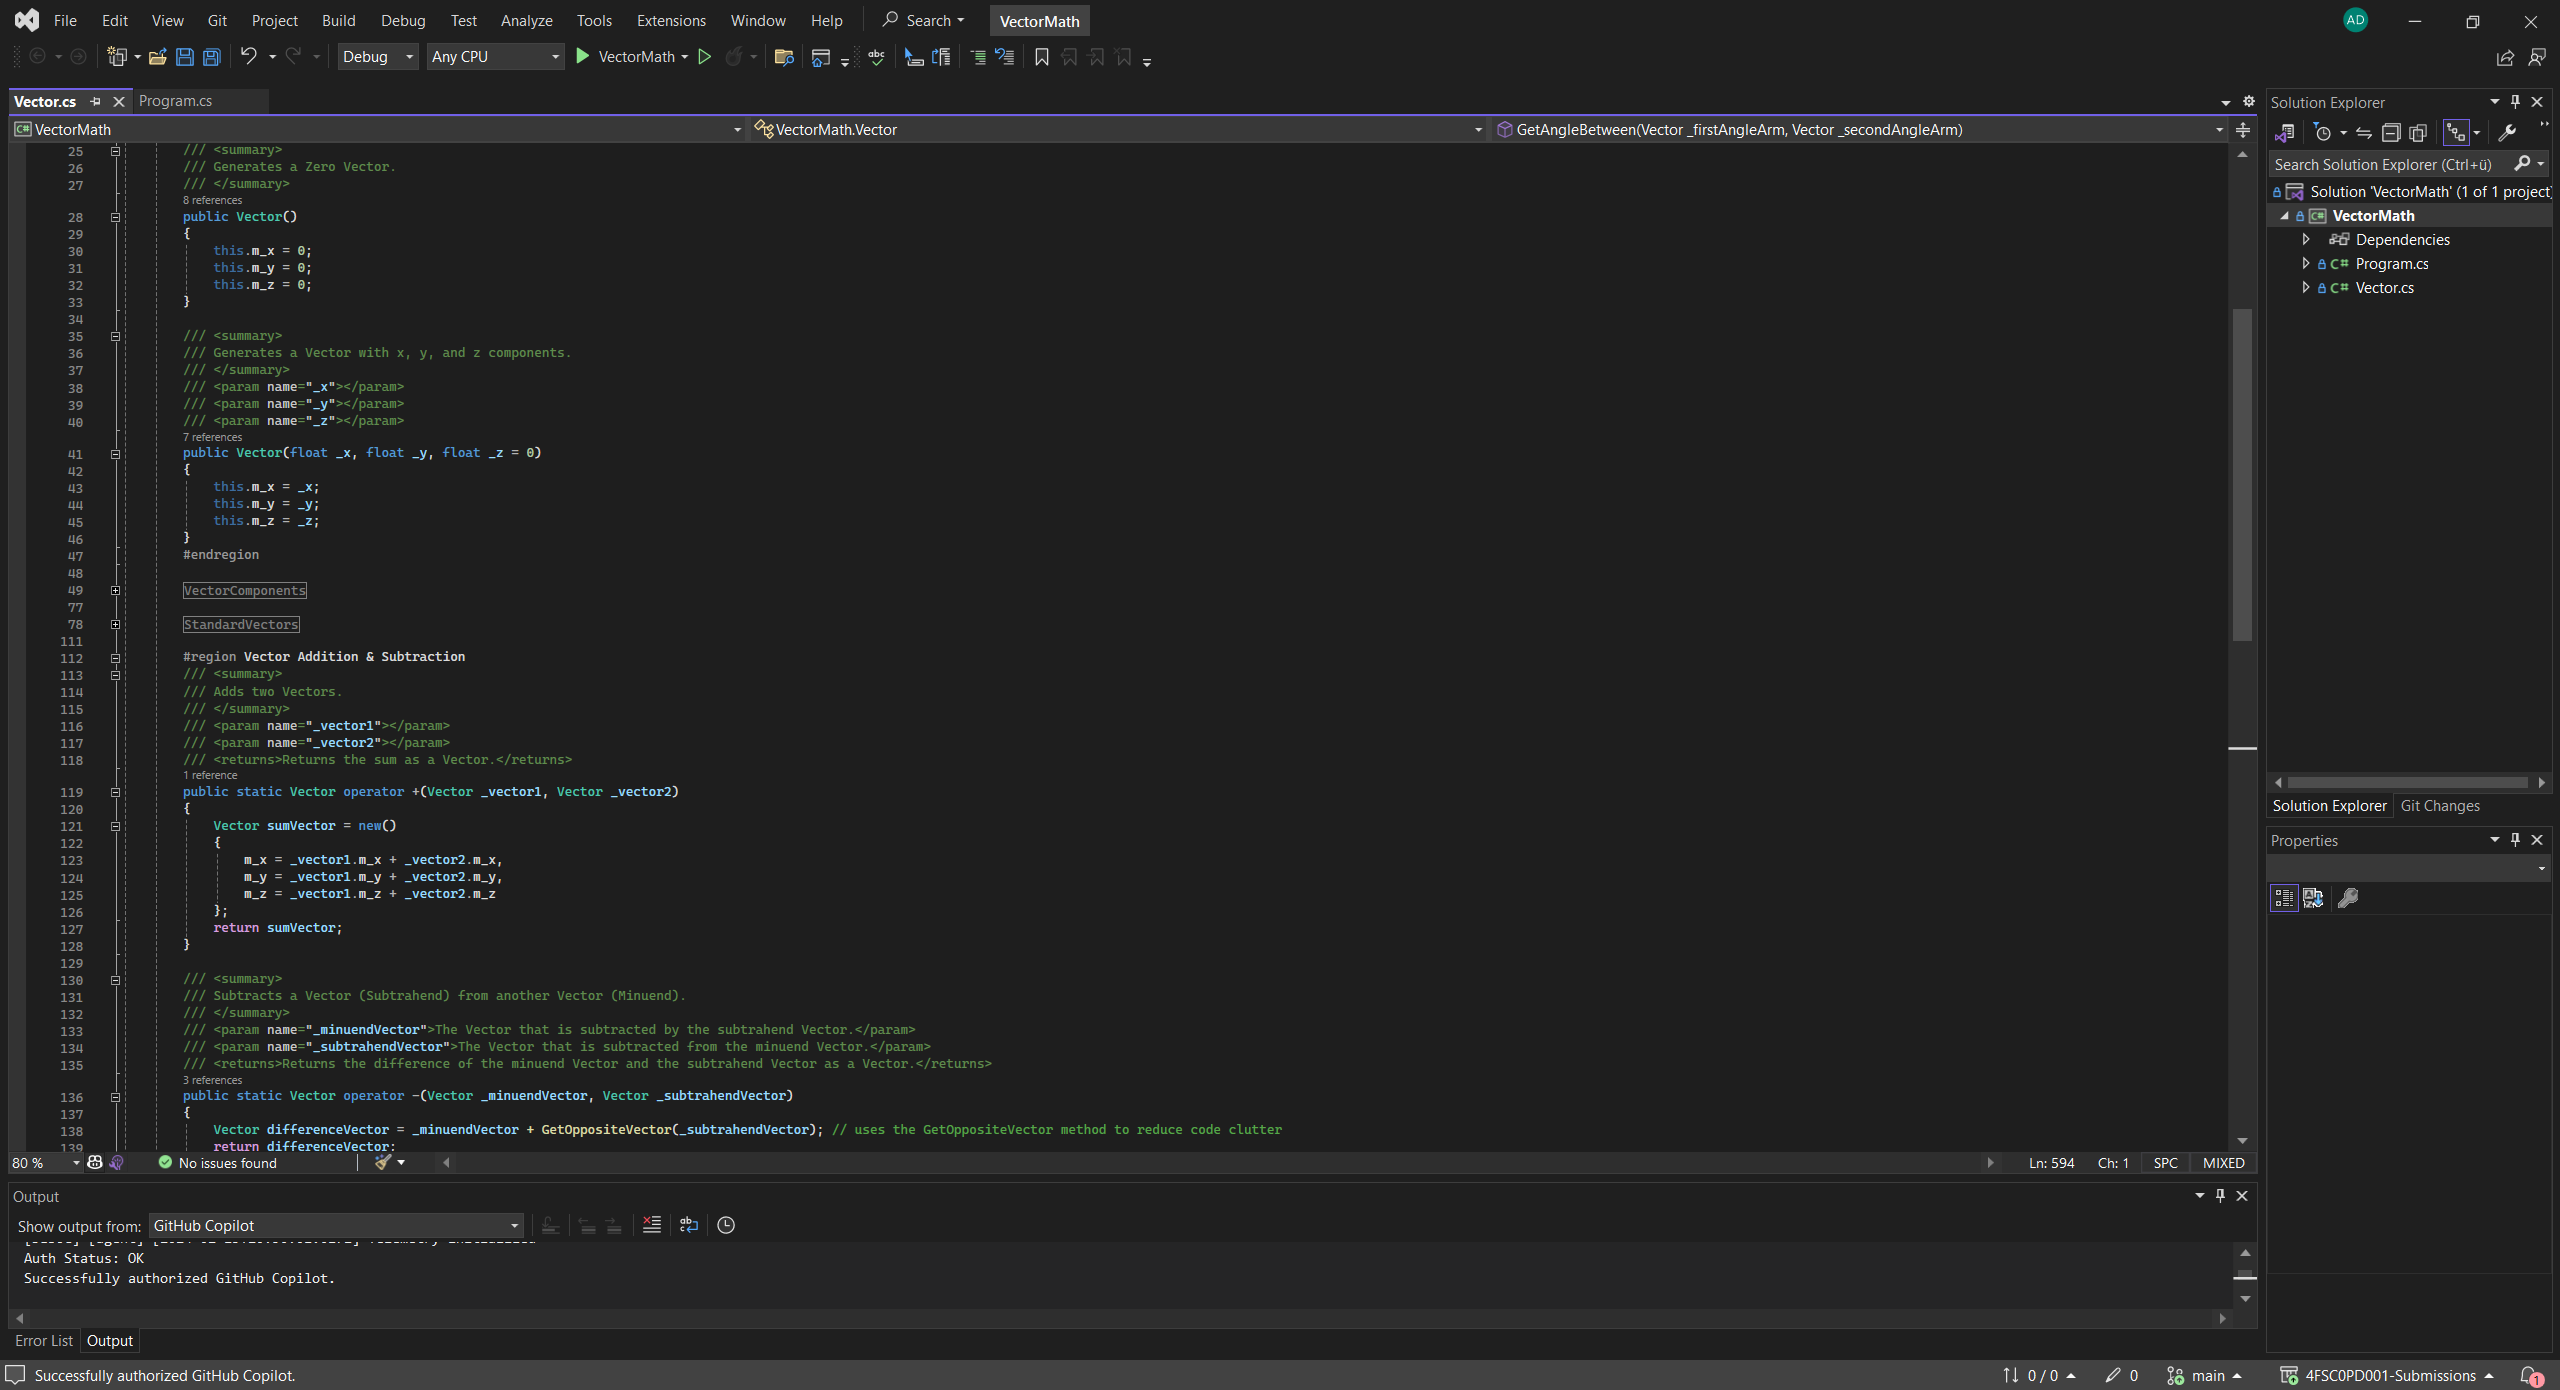 File Edit View Git Project Build Debug Test Analyze Tools Extensions Window Help Search VectorMath AD
Debug Any CPU VectorMath
Vector.cs Program.cs
VectorMath VectorMath.Vector GetAngleBetween(Vector _firstAngleArm, Vector _secondAngleArm)
25 /// <summary>
26 /// Generates a Zero Vector.
27 /// </summary>
8 references
28 public Vector()
29 {
30 this.m_x = 0;
31 this.m_y = 0;
32 this.m_z = 0;
33 }
34
35 /// <summary>
36 /// Generates a Vector with x, y, and z components.
37 /// </summary>
38 /// <param name="_x"></param>
39 /// <param name="_y"></param>
40 /// <param name="_z"></param>
7 references
41 public Vector(float _x, float _y, float _z = 0)
42 {
43 this.m_x = _x;
44 this.m_y = _y;
45 this.m_z = _z;
46 }
47 #endregion
48
49 VectorComponents
77
78 StandardVectors
111
112 #region Vector Addition & Subtraction
113 /// <summary>
114 /// Adds two Vectors.
115 /// </summary>
116 /// <param name="_vector1"></param>
117 /// <param name="_vector2"></param>
118 /// <returns>Returns the sum as a Vector.</returns>
1 reference
119 public static Vector operator +(Vector _vector1, Vector _vector2)
120 {
121 Vector sumVector = new()
122 {
123 m_x = _vector1.m_x + _vector2.m_x,
124 m_y = _vector1.m_y + _vector2.m_y,
125 m_z = _vector1.m_z + _vector2.m_z
126 };
127 return sumVector;
128 }
129
130 /// <summary>
131 /// Subtracts a Vector (Subtrahend) from another Vector (Minuend).
132 /// </summary>
133 /// <param name="_minuendVector">The Vector that is subtracted by the subtrahend Vector.</param>
134 /// <param name="_subtrahendVector">The Vector that is subtracted from the minuend Vector.</param>
135 /// <returns>Returns the difference of the minuend Vector and the subtrahend Vector as a Vector.</returns>
3 references
136 public static Vector operator -(Vector _minuendVector, Vector _subtrahendVector)
137 {
138 Vector differenceVector = _minuendVector + GetOppositeVector(_subtrahendVector); // uses the GetOppositeVector method to reduce code clutter
139 return differenceVector;
80 % No issues found Ln: 594 Ch: 1 SPC MIXED
Output
Show output from: GitHub Copilot
Auth Status: OK
Successfully authorized GitHub Copilot.
Error List Output
Solution Explorer
Search Solution Explorer (Ctrl+ü)
Solution 'VectorMath' (1 of 1 project)
VectorMath
Dependencies
C# Program.cs
C# Vector.cs
Solution Explorer Git Changes
Properties
Successfully authorized GitHub Copilot. 0 / 0 0 main 4FSC0PD001-Submissions 1